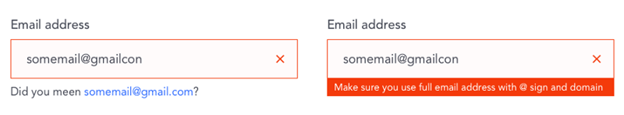 Email address
somemail@gmailcon
Did you meen somemail@gmail.com?
Email address
somemail@gmailcon
Make sure you use full email address with @ sign and domain